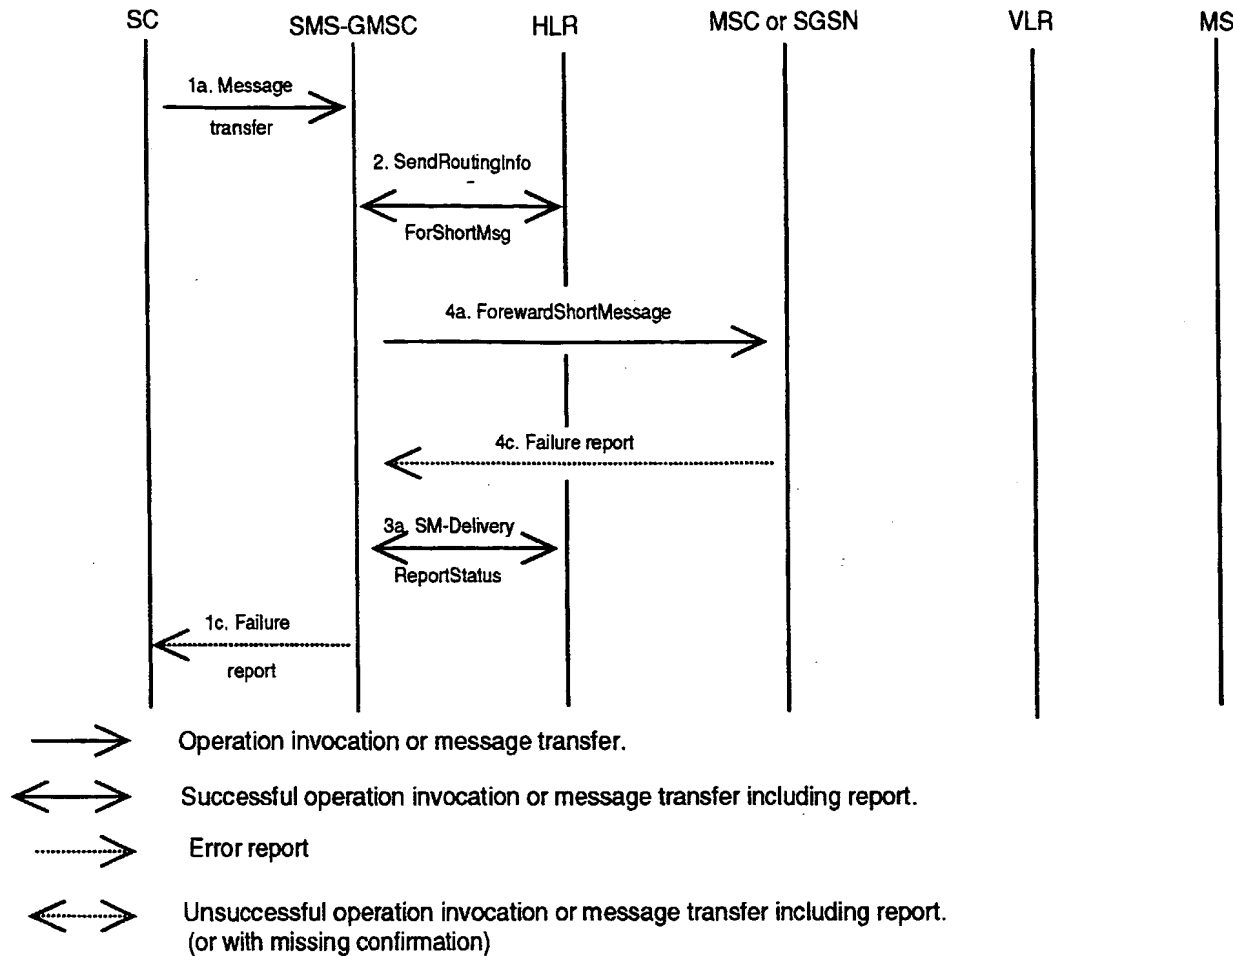 SC SMS-GMSC HLR MSC or SGSN VLR MS
1a. Message
transfer
2. SendRoutingInfo
ForShortMsg
4a. ForewardShortMessage
4c. Failure report
3a. SM-Delivery
ReportStatus
1c. Failure
report
Operation invocation or message transfer.
Successful operation invocation or message transfer including report.
Error report
Unsuccessful operation invocation or message transfer including report.
(or with missing confirmation)